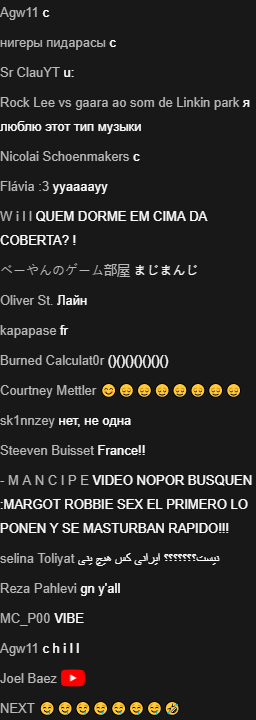 Agw11 c
нигеры пидарасы c
Sr ClauYT u:
Rock Lee vs gaara ao som de Linkin park я
люблю этот тип музыки
Nicolai Schoenmakers c
Flávia :3 yyaaaayy
W i l l QUEM DORME EM CIMA DA
COBERTA? !
べーやんのゲーム部屋 まじまんじ
Oliver St. Лайн
kapapase fr
Burned Calculat0r ()()()()()()()
Courtney Mettler 😊😑😑😑😑😑😑😑
sk1nnzey нет, не одна
Steeven Buisset France!!
- M A N C I P E VIDEO NOPOR BUSQUEN
:MARGOT ROBBIE SEX EL PRIMERO LO
PONEN Y SE MASTURBAN RAPIDO!!!
selina Toliyat ایرانی کس هیچ ینی ؟؟؟؟؟؟؟نیست
Reza Pahlevi gn y'all
MC_P00 VIBE
Agw11 c h i l l
Joel Baez
NEXT 😊😊😊😂😂😂😂🤣